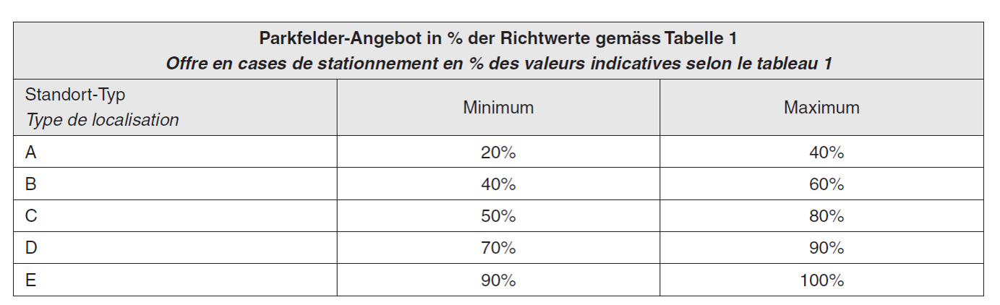 Parkfelder-Angebot in % der Richtwerte gemäss Tabelle 1
Offre en cases de stationnement en % des valeurs indicatives selon le tableau 1
Standort-Typ
Type de localisation
Minimum
Maximum
A 20% 40%
B 40% 60%
C 50% 80%
D 70% 90%
E 90% 100%